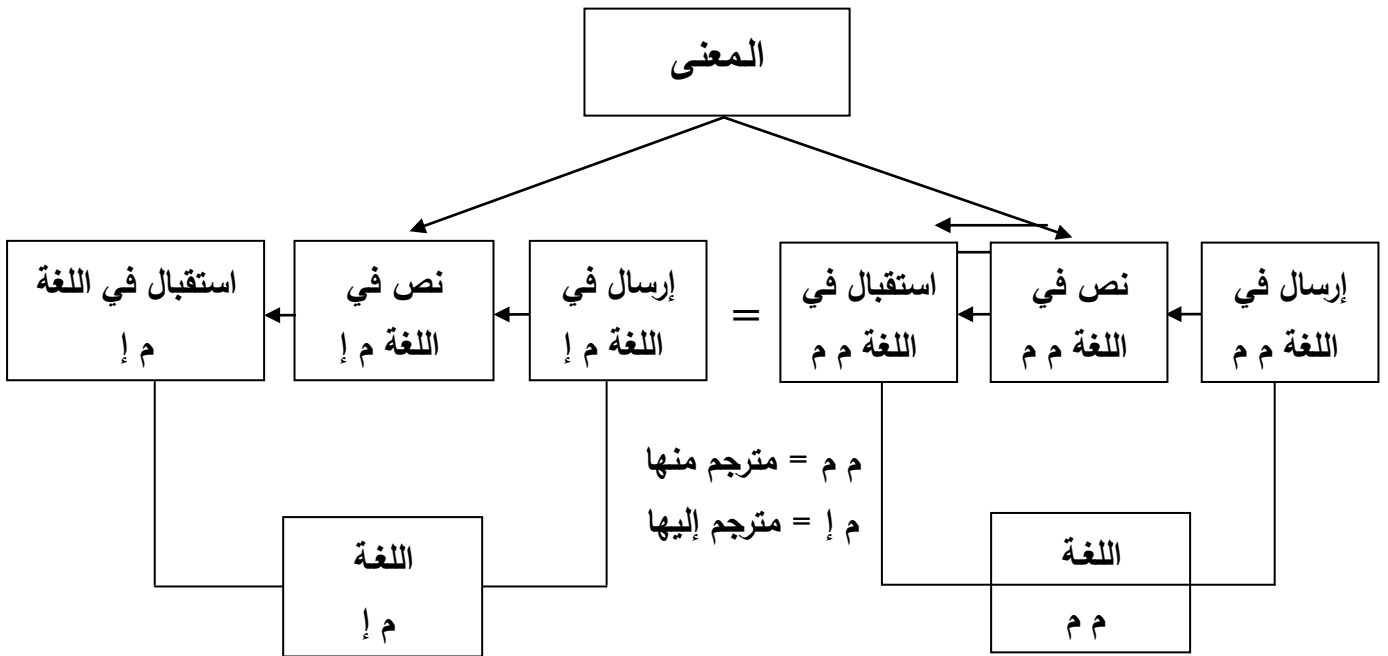 المعنى
إرسال في
اللغة م م
نص في
اللغة م م
استقبال في
اللغة م م
=
إرسال في
اللغة م إ
نص في
اللغة م إ
استقبال في اللغة
م إ
م م = مترجم منها
م إ = مترجم إليها
اللغة
م م
اللغة
م إ